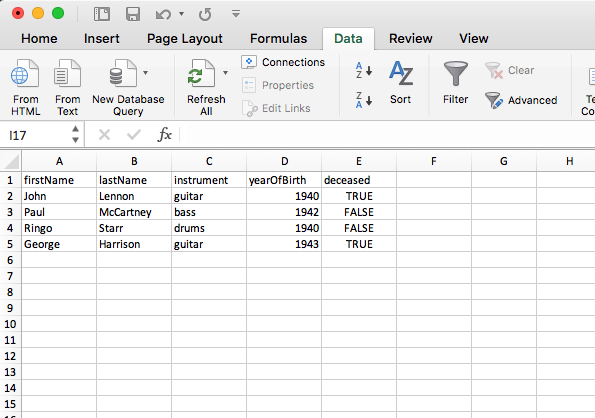 Home Insert Page Layout Formulas Data Review View
From HTML
From Text
New Database Query
Refresh All
Connections
Properties
Edit Links
A Z
Z A
A Z
Sort
Filter
Clear
Advanced
I17 fx
A B C D E F G H
1 firstName lastName instrument yearOfBirth deceased
2 John Lennon guitar 1940 TRUE
3 Paul McCartney bass 1942 FALSE
4 Ringo Starr drums 1940 FALSE
5 George Harrison guitar 1943 TRUE
6
7
8
9
10
11
12
13
14
15